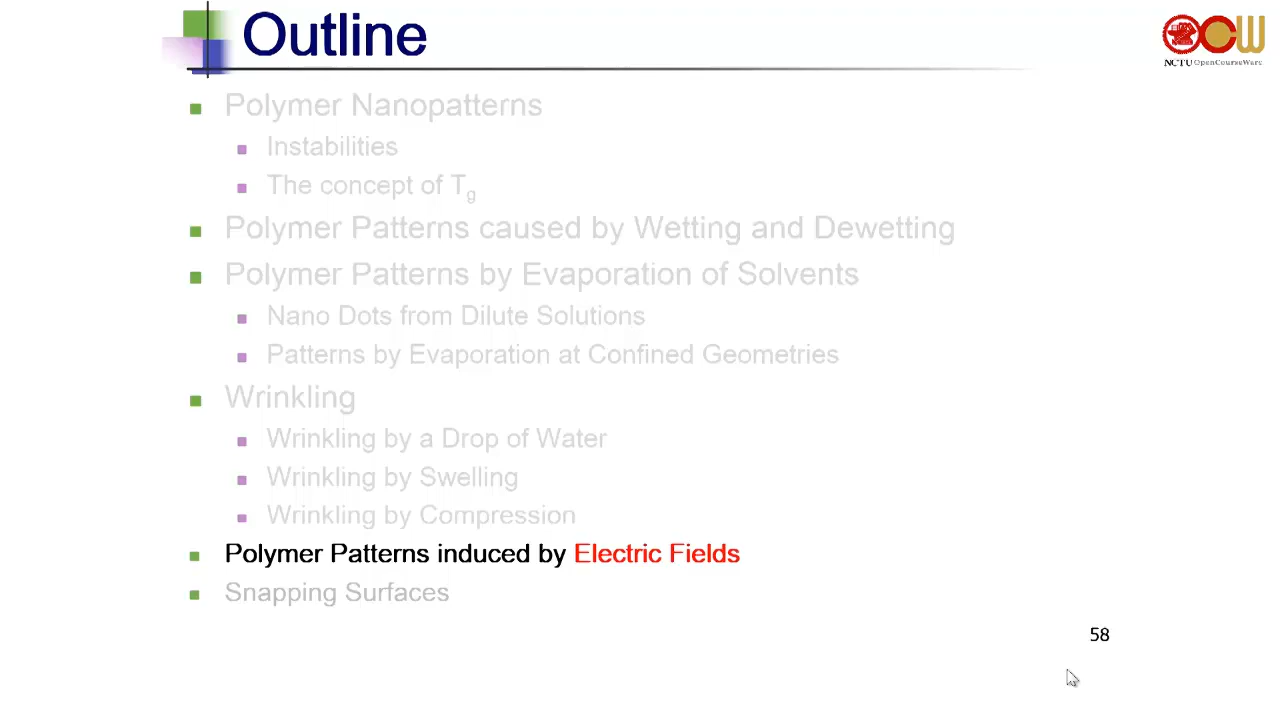 Outline
OCW
NCTU OpenCourseWare
Polymer Nanopatterns
Instabilities
The concept of Tg
Polymer Patterns caused by Wetting and Dewetting
Polymer Patterns by Evaporation of Solvents
Nano Dots from Dilute Solutions
Patterns by Evaporation at Confined Geometries
Wrinkling
Wrinkling by a Drop of Water
Wrinkling by Swelling
Wrinkling by Compression
Polymer Patterns induced by Electric Fields
Snapping Surfaces
58